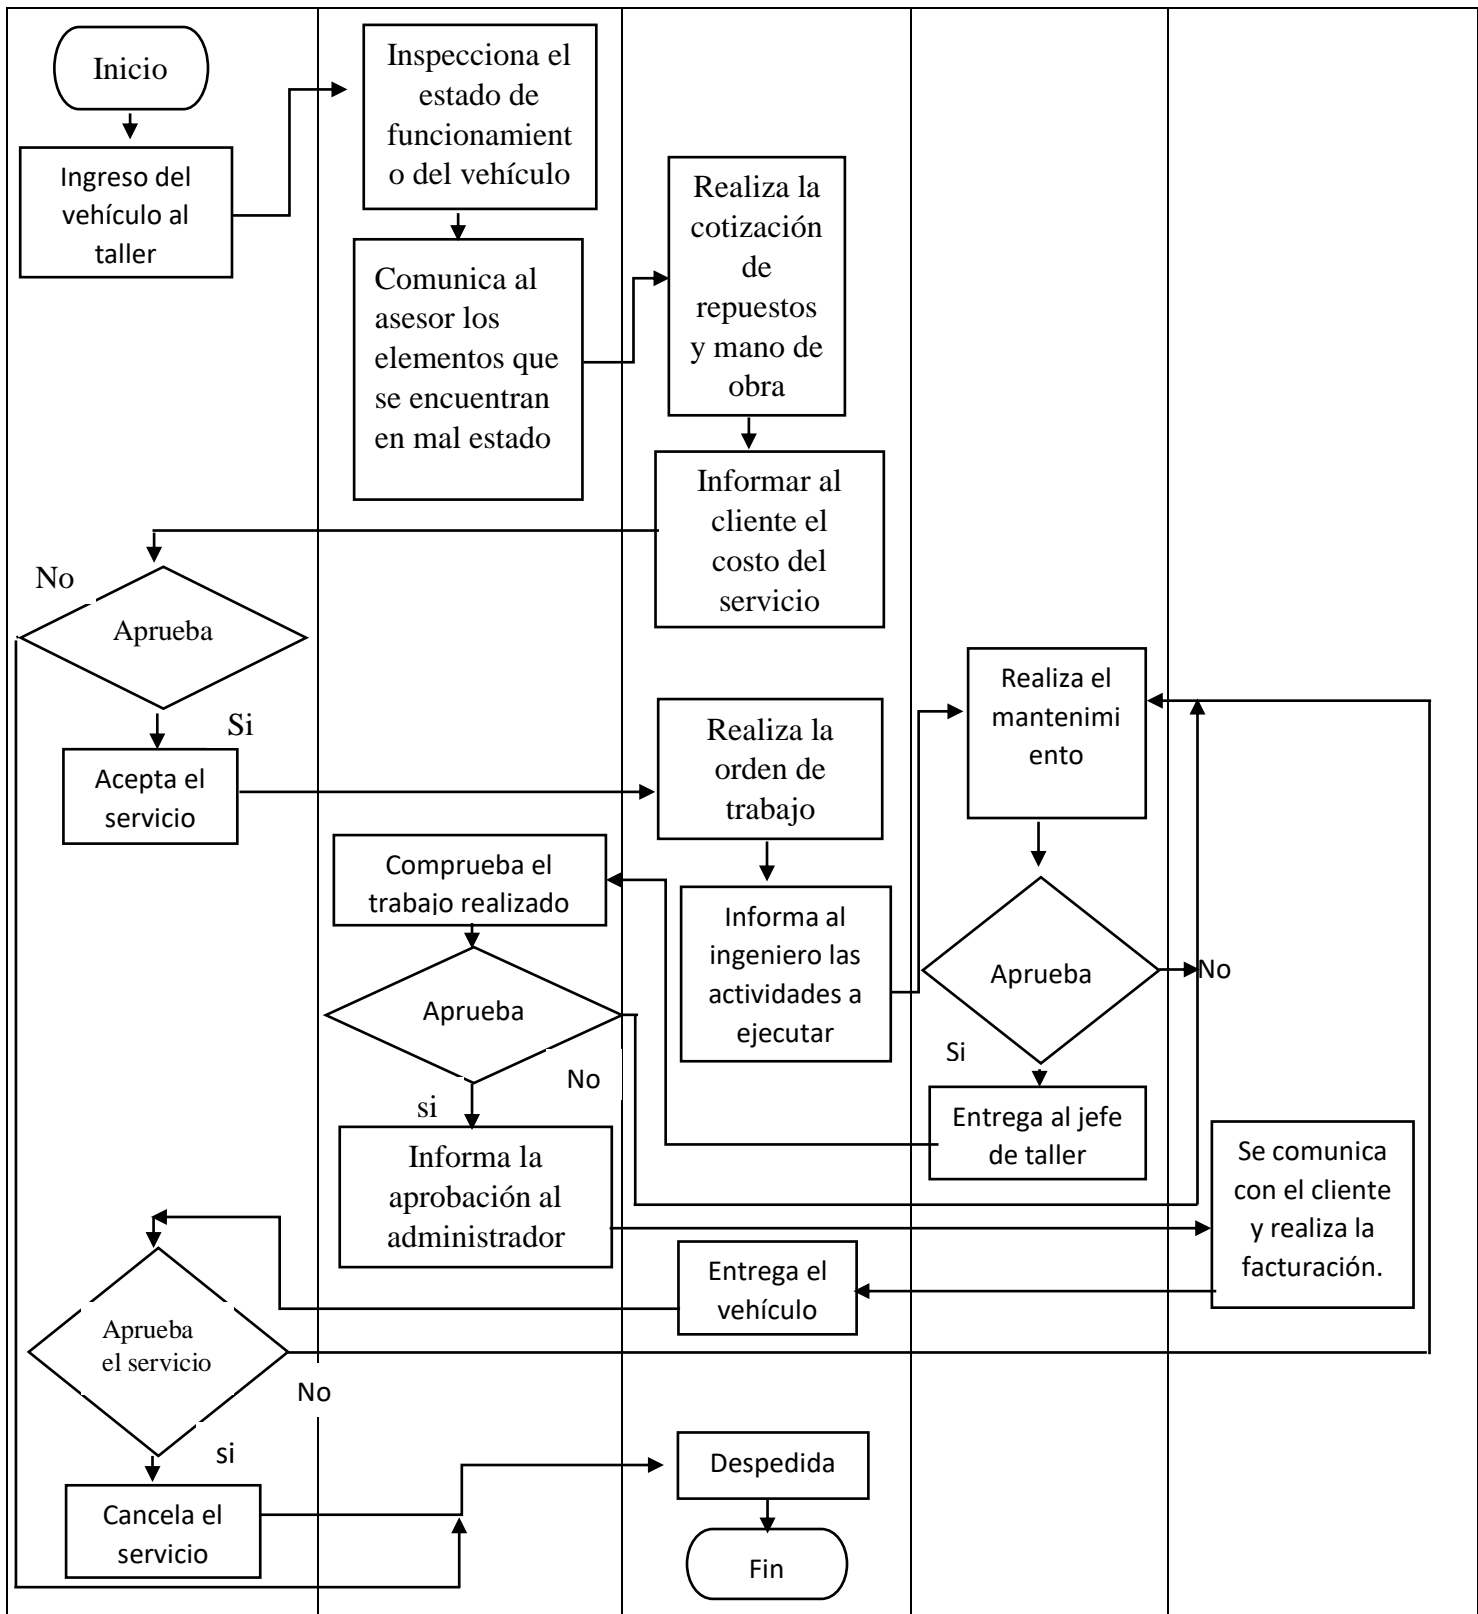 Inicio
Ingreso del
vehículo al
taller
Inspecciona el
estado de
funcionamient
o del vehículo
Comunica al
asesor los
elementos que
se encuentran
en mal estado
Realiza la
cotización
de
repuestos
y mano de
obra
Informar al
cliente el
costo del
servicio
No
Aprueba
Si
Acepta el
servicio
Realiza la
orden de
trabajo
Informa al
ingeniero las
actividades a
ejecutar
Realiza el
mantenimi
ento
Aprueba
No
Si
Entrega al jefe
de taller
Comprueba el
trabajo realizado
Aprueba
No
si
Informa la
aprobación al
administrador
Se comunica
con el cliente
y realiza la
facturación.
Entrega el
vehículo
Aprueba
el servicio
No
si
Cancela el
servicio
Despedida
Fin